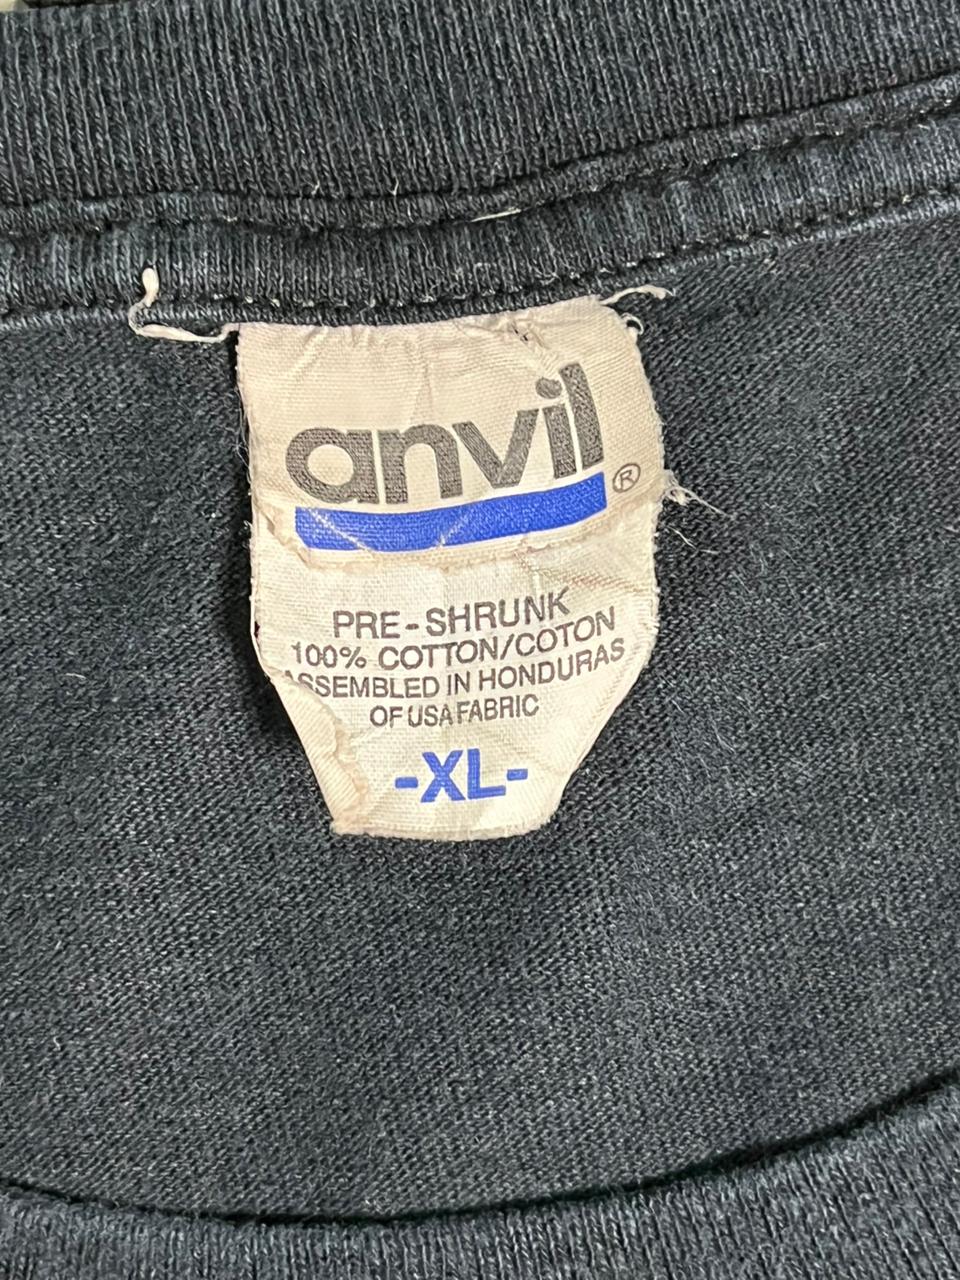 anvil®
PRE-SHRUNK
100% COTTON/COTON
ASSEMBLED IN HONDURAS
OF USA FABRIC
-XL-